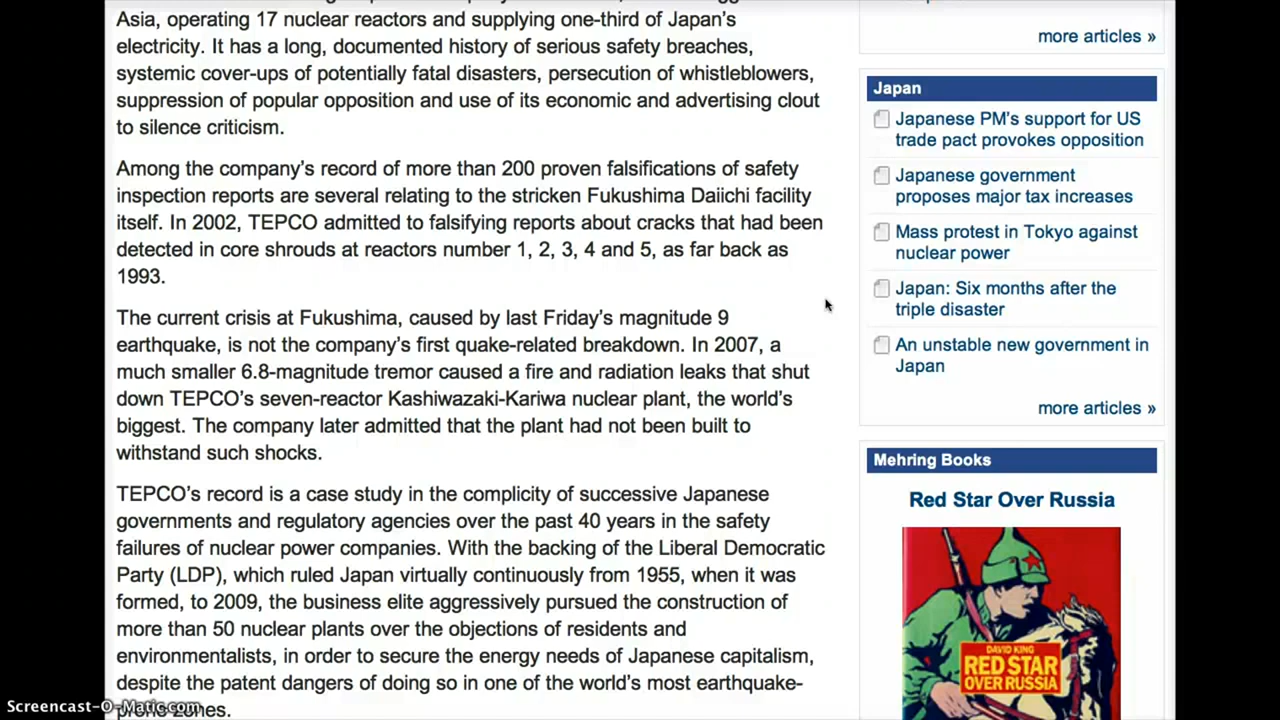 Asia, operating 17 nuclear reactors and supplying one-third of Japan's
electricity. It has a long, documented history of serious safety breaches,
systemic cover-ups of potentially fatal disasters, persecution of whistleblowers,
suppression of popular opposition and use of its economic and advertising clout
to silence criticism.
Among the company's record of more than 200 proven falsifications of safety
inspection reports are several relating to the stricken Fukushima Daiichi facility
itself. In 2002, TEPCO admitted to falsifying reports about cracks that had been
detected in core shrouds at reactors number 1, 2, 3, 4 and 5, as far back as
1993.
The current crisis at Fukushima, caused by last Friday's magnitude 9
earthquake, is not the company's first quake-related breakdown. In 2007, a
much smaller 6.8-magnitude tremor caused a fire and radiation leaks that shut
down TEPCO's seven-reactor Kashiwazaki-Kariwa nuclear plant, the world's
biggest. The company later admitted that the plant had not been built to
withstand such shocks.
TEPCO's record is a case study in the complicity of successive Japanese
governments and regulatory agencies over the past 40 years in the safety
failures of nuclear power companies. With the backing of the Liberal Democratic
Party (LDP), which ruled Japan virtually continuously from 1955, when it was
formed, to 2009, the business elite aggressively pursued the construction of
more than 50 nuclear plants over the objections of residents and
environmentalists, in order to secure the energy needs of Japanese capitalism,
despite the patent dangers of doing so in one of the world's most earthquake-
prone zones.
more articles »
Japan
Japanese PM's support for US
trade pact provokes opposition
Japanese government
proposes major tax increases
Mass protest in Tokyo against
nuclear power
Japan: Six months after the
triple disaster
An unstable new government in
Japan
more articles »
Mehring Books
Red Star Over Russia
DAVID KING
RED STAR
OVER RUSSIA
Screencast-O-Matic.com